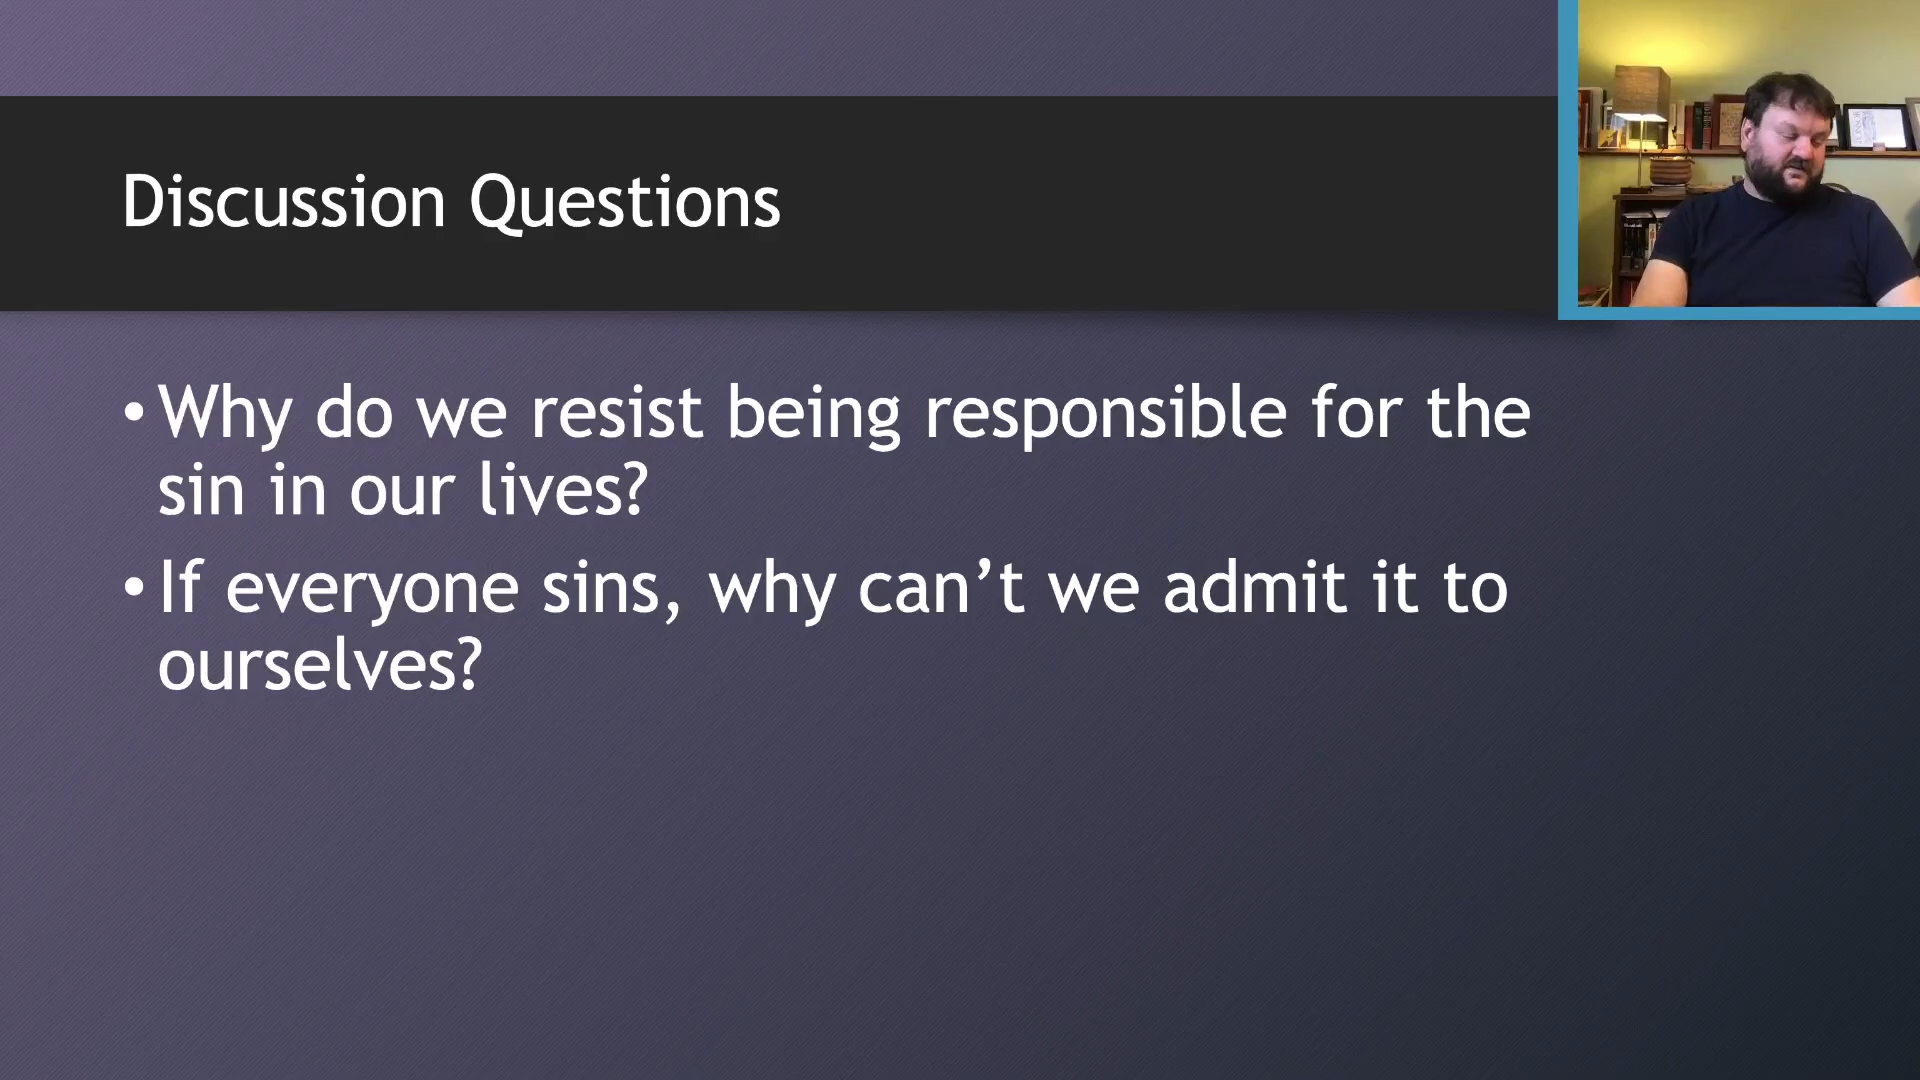 Discussion Questions
• Why do we resist being responsible for the
sin in our lives?
• If everyone sins, why can’t we admit it to
ourselves?